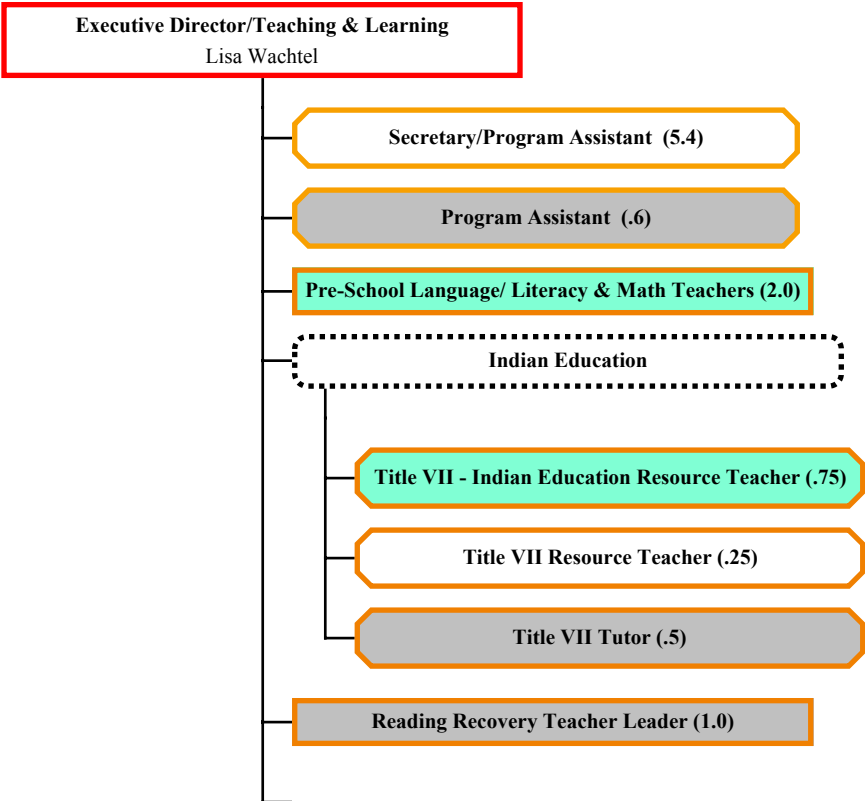 Executive Director/Teaching & Learning
Lisa Wachtel
Secretary/Program Assistant (5.4)
Program Assistant (.6)
Pre-School Language/ Literacy & Math Teachers (2.0)
Indian Education
Title VII - Indian Education Resource Teacher (.75)
Title VII Resource Teacher (.25)
Title VII Tutor (.5)
Reading Recovery Teacher Leader (1.0)